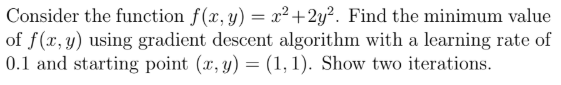 Consider the function f(x, y) = x² + 2y². Find the minimum value
of f(x, y) using gradient descent algorithm with a learning rate of
0.1 and starting point (x, y) = (1, 1). Show two iterations.